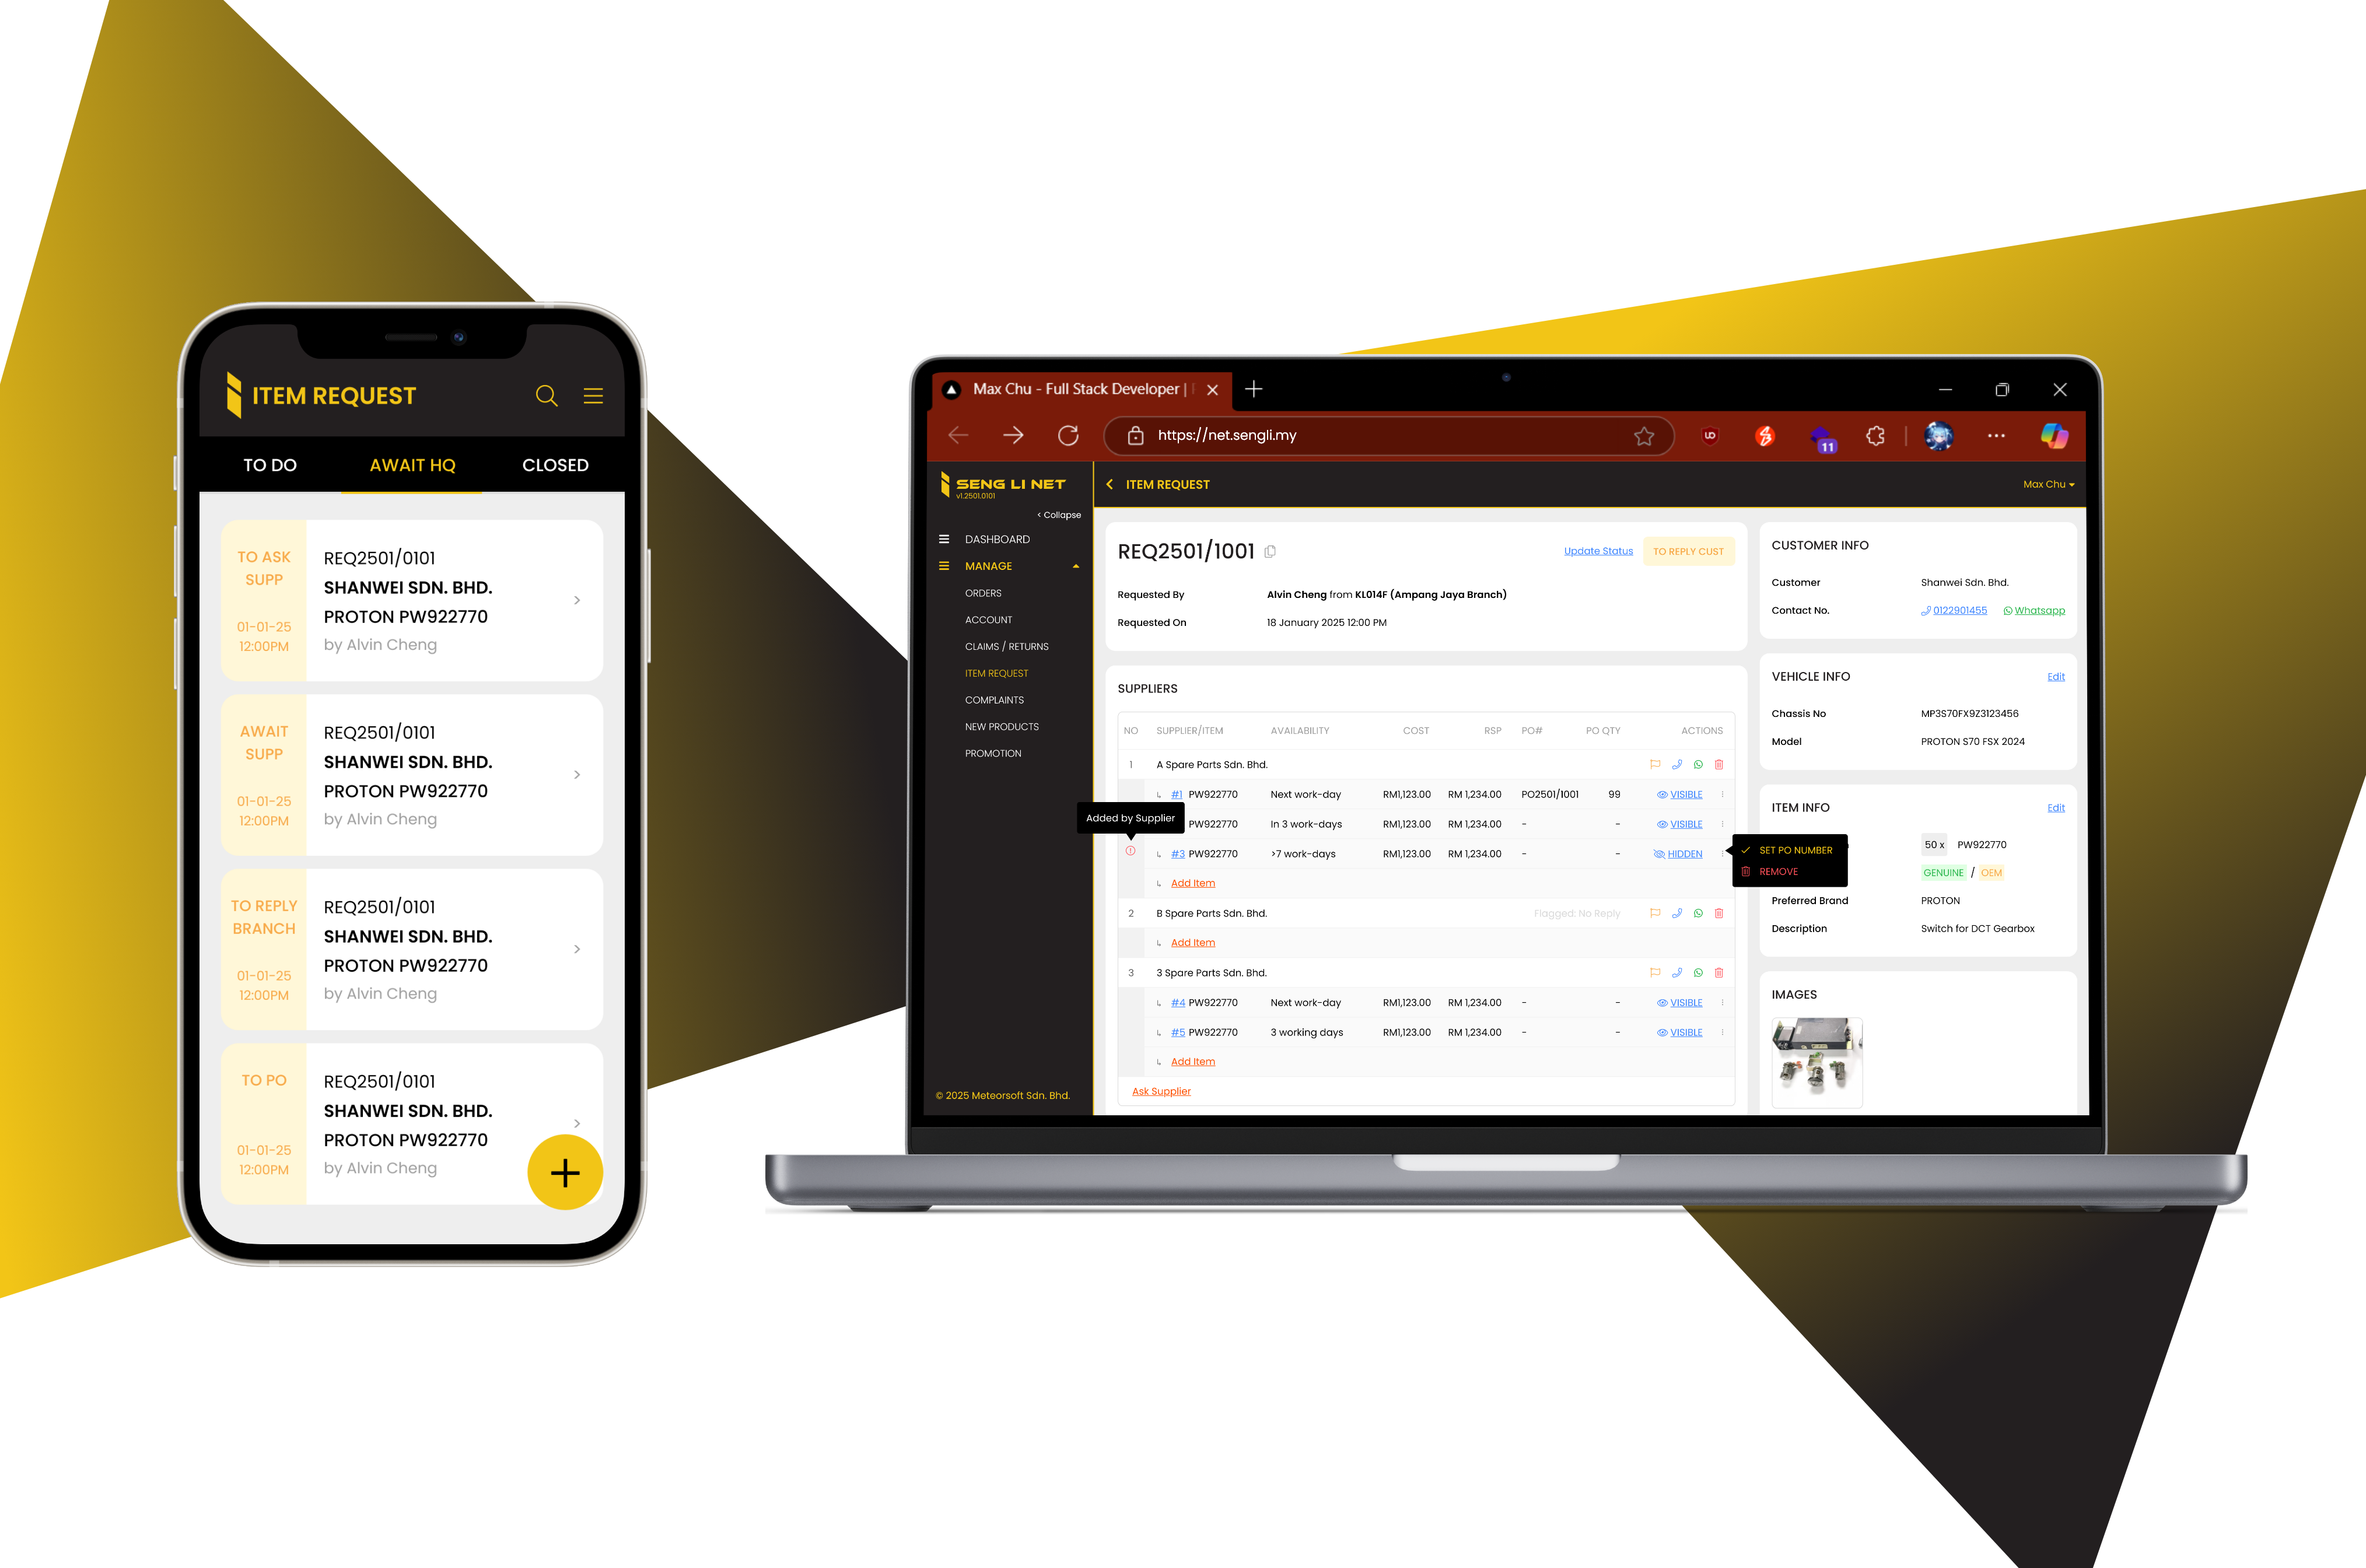 ITEM REQUEST
TO DO AWAIT HQ CLOSED
TO ASK
SUPP
01-01-25
12:00PM
REQ2501/0101
SHANWEI SDN. BHD.
PROTON PW922770
by Alvin Cheng
AWAIT
SUPP
01-01-25
12:00PM
REQ2501/0101
SHANWEI SDN. BHD.
PROTON PW922770
by Alvin Cheng
TO REPLY
BRANCH
01-01-25
12:00PM
REQ2501/0101
SHANWEI SDN. BHD.
PROTON PW922770
by Alvin Cheng
TO PO
01-01-25
12:00PM
REQ2501/0101
SHANWEI SDN. BHD.
PROTON PW922770
by Alvin Cheng
+
Max Chu - Full Stack Developer |
https://net.sengli.my
11
SENG LI NET
v1.2501.0101
< Collapse
DASHBOARD
MANAGE
ORDERS
ACCOUNT
CLAIMS / RETURNS
ITEM REQUEST
COMPLAINTS
NEW PRODUCTS
PROMOTION
© 2025 Meteorsoft Sdn. Bhd.
ITEM REQUEST
Max Chu
REQ2501/1001
Update Status TO REPLY CUST
Requested By Alvin Cheng from KL014F (Ampang Jaya Branch)
Requested On 18 January 2025 12:00 PM
SUPPLIERS
NO SUPPLIER/ITEM AVAILABILITY COST RSP PO# PO QTY ACTIONS
1 A Spare Parts Sdn. Bhd.
#1 PW922770 Next work-day RM1,123.00 RM 1,234.00 PO2501/1001 99 VISIBLE
Added by Supplier
PW922770 In 3 work-days RM1,123.00 RM 1,234.00 - - VISIBLE
#3 PW922770 >7 work-days RM1,123.00 RM 1,234.00 - - HIDDEN
SET PO NUMBER
REMOVE
Add Item
2 B Spare Parts Sdn. Bhd. Flagged: No Reply
Add Item
3 3 Spare Parts Sdn. Bhd.
#4 PW922770 Next work-day RM1,123.00 RM 1,234.00 - - VISIBLE
#5 PW922770 3 working days RM1,123.00 RM 1,234.00 - - VISIBLE
Add Item
Ask Supplier
CUSTOMER INFO
Customer Shanwei Sdn. Bhd.
Contact No. 0122901455 Whatsapp
VEHICLE INFO Edit
Chassis No MP3S70FX9Z3123456
Model PROTON S70 FSX 2024
ITEM INFO Edit
50 x PW922770
GENUINE / OEM
Preferred Brand PROTON
Description Switch for DCT Gearbox
IMAGES